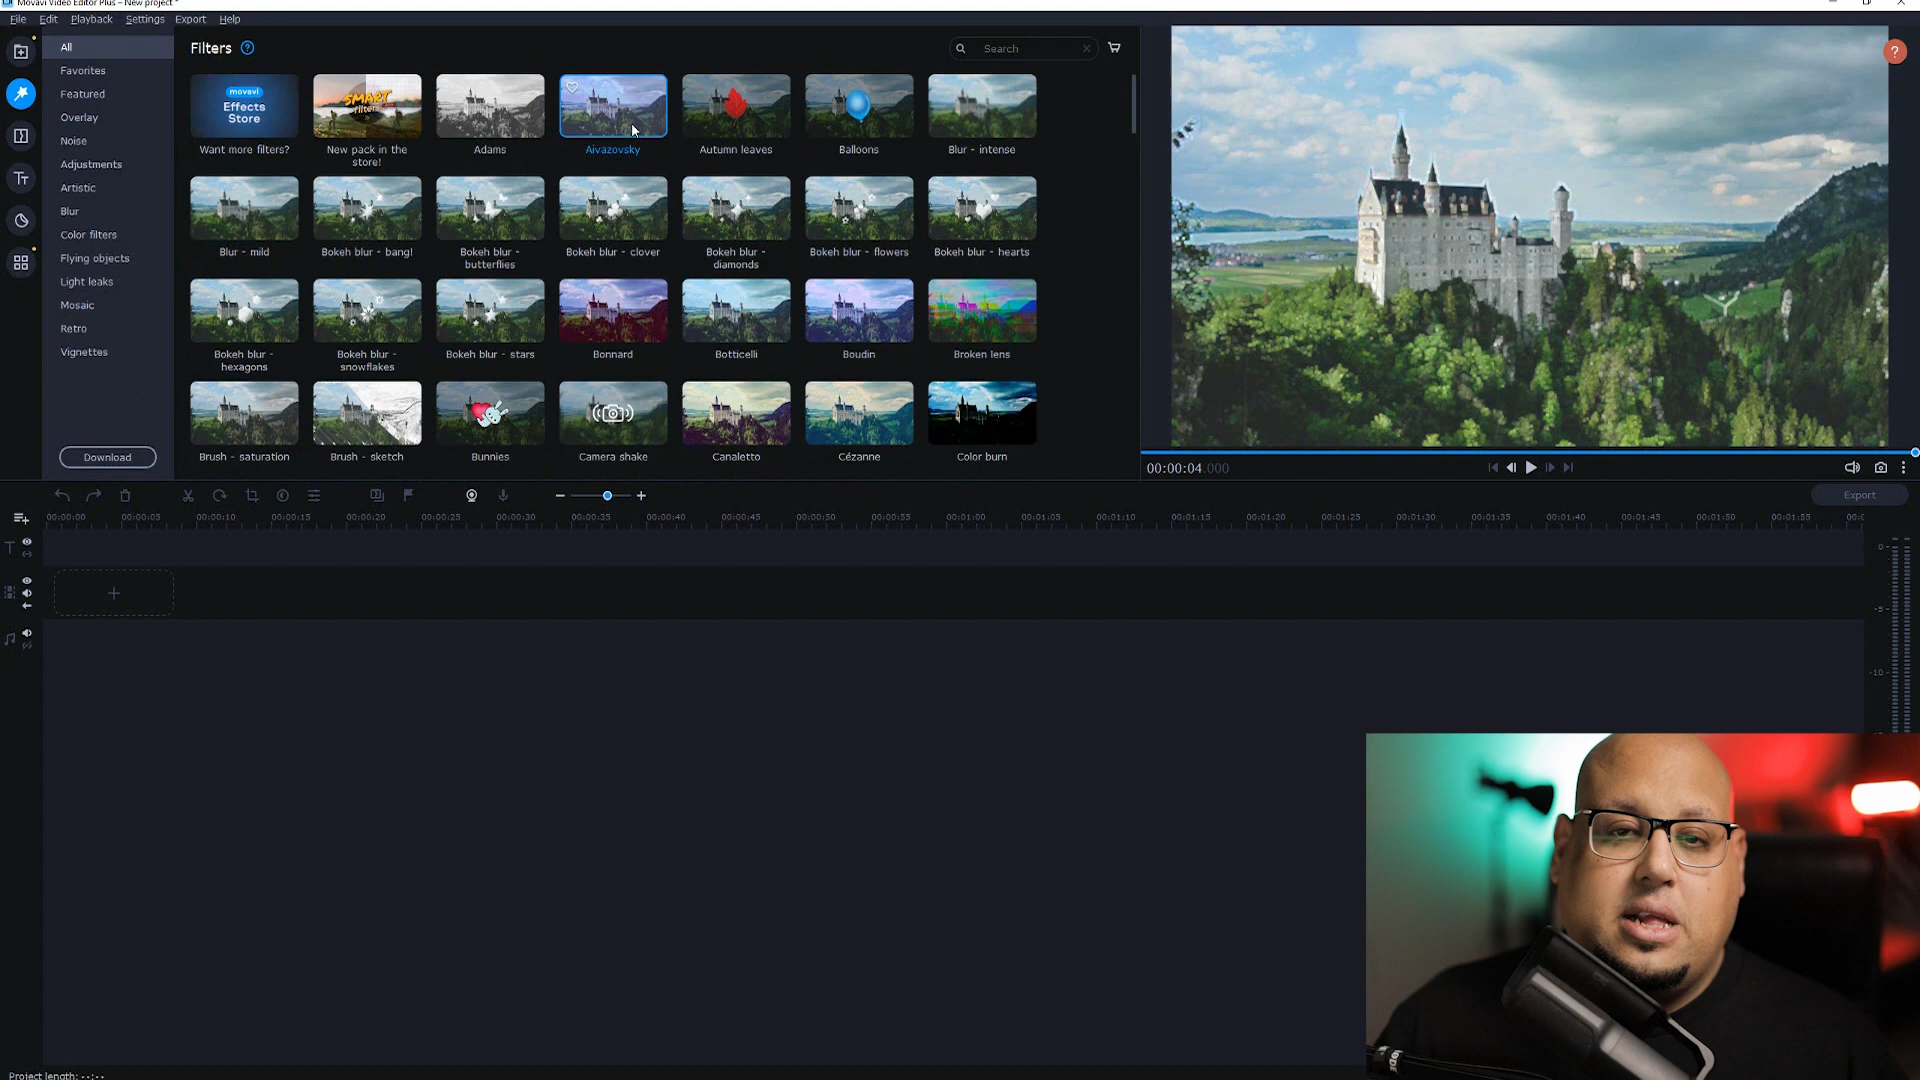 Movavi Video Editor Plus – New project *
File Edit Playback Settings Export Help
All
Favorites
Featured
Overlay
Noise
Adjustments
Artistic
Blur
Color filters
Flying objects
Light leaks
Mosaic
Retro
Vignettes
Download
Filters ?
Search
movavi
Effects
Store
SMART
filters
Want more filters?
New pack in the
store!
Adams
Aivazovsky
Autumn leaves
Balloons
Blur - intense
Blur - mild
Bokeh blur - bang!
Bokeh blur -
butterflies
Bokeh blur - clover
Bokeh blur -
diamonds
Bokeh blur - flowers
Bokeh blur - hearts
Bokeh blur -
hexagons
Bokeh blur -
snowflakes
Bokeh blur - stars
Bonnard
Botticelli
Boudin
Broken lens
Brush - saturation
Brush - sketch
Bunnies
Camera shake
Canaletto
Cézanne
Color burn
?
00:00:04.000
Export
00:00:00 00:00:05 00:00:10 00:00:15 00:00:20 00:00:25 00:00:30 00:00:35 00:00:40 00:00:45 00:00:50 00:00:55 00:01:00 00:01:05 00:01:10 00:01:15 00:01:20 00:01:25 00:01:30 00:01:35 00:01:40 00:01:45 00:01:50 00:01:55
0
-5
-10
Project length: --:--